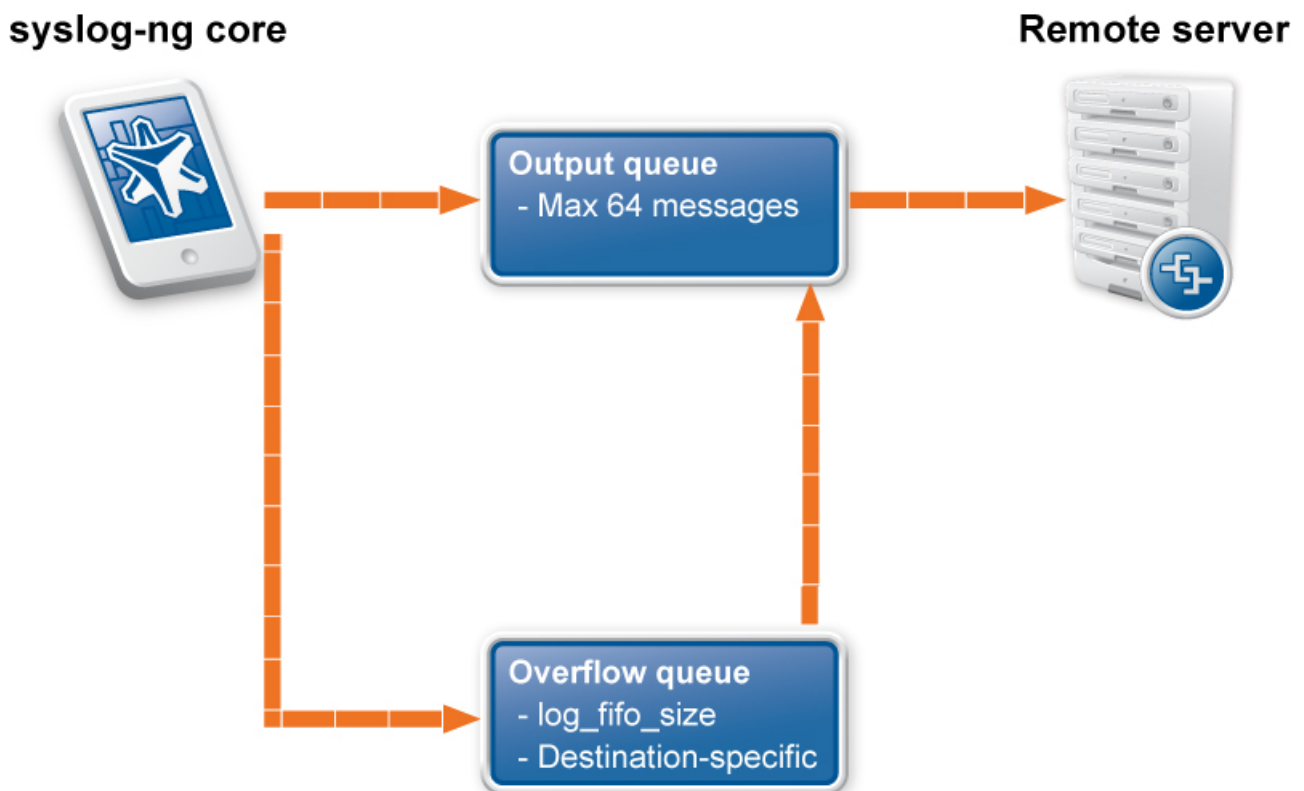 syslog-ng core
Remote server
Output queue
- Max 64 messages
Overflow queue
- log_fifo_size
- Destination-specific